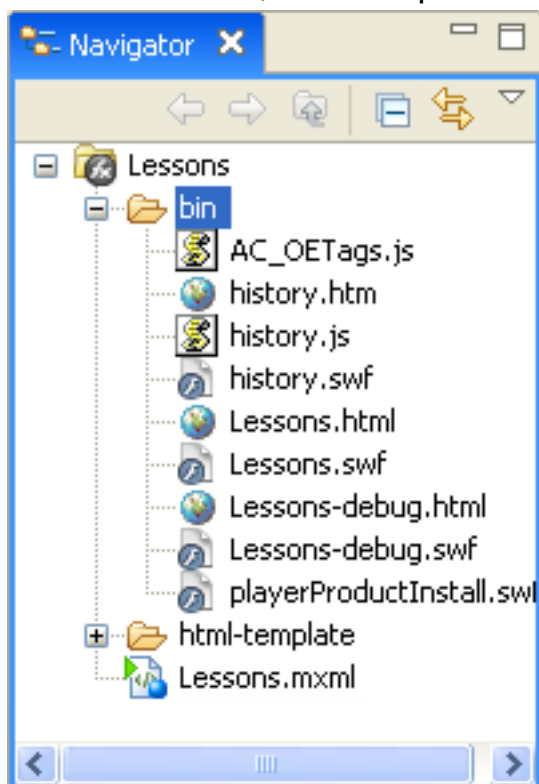 Navigator
Lessons
bin
AC_OETags.js
history.htm
history.js
history.swf
Lessons.html
Lessons.swf
Lessons-debug.html
Lessons-debug.swf
playerProductInstall.swf
html-template
Lessons.mxml